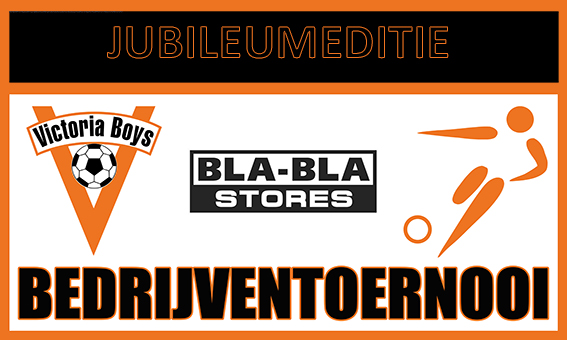 JUBILEUMEDITIE
Victoria Boys
BLA-BLA
STORES
BEDRIJVENTOERNOOI